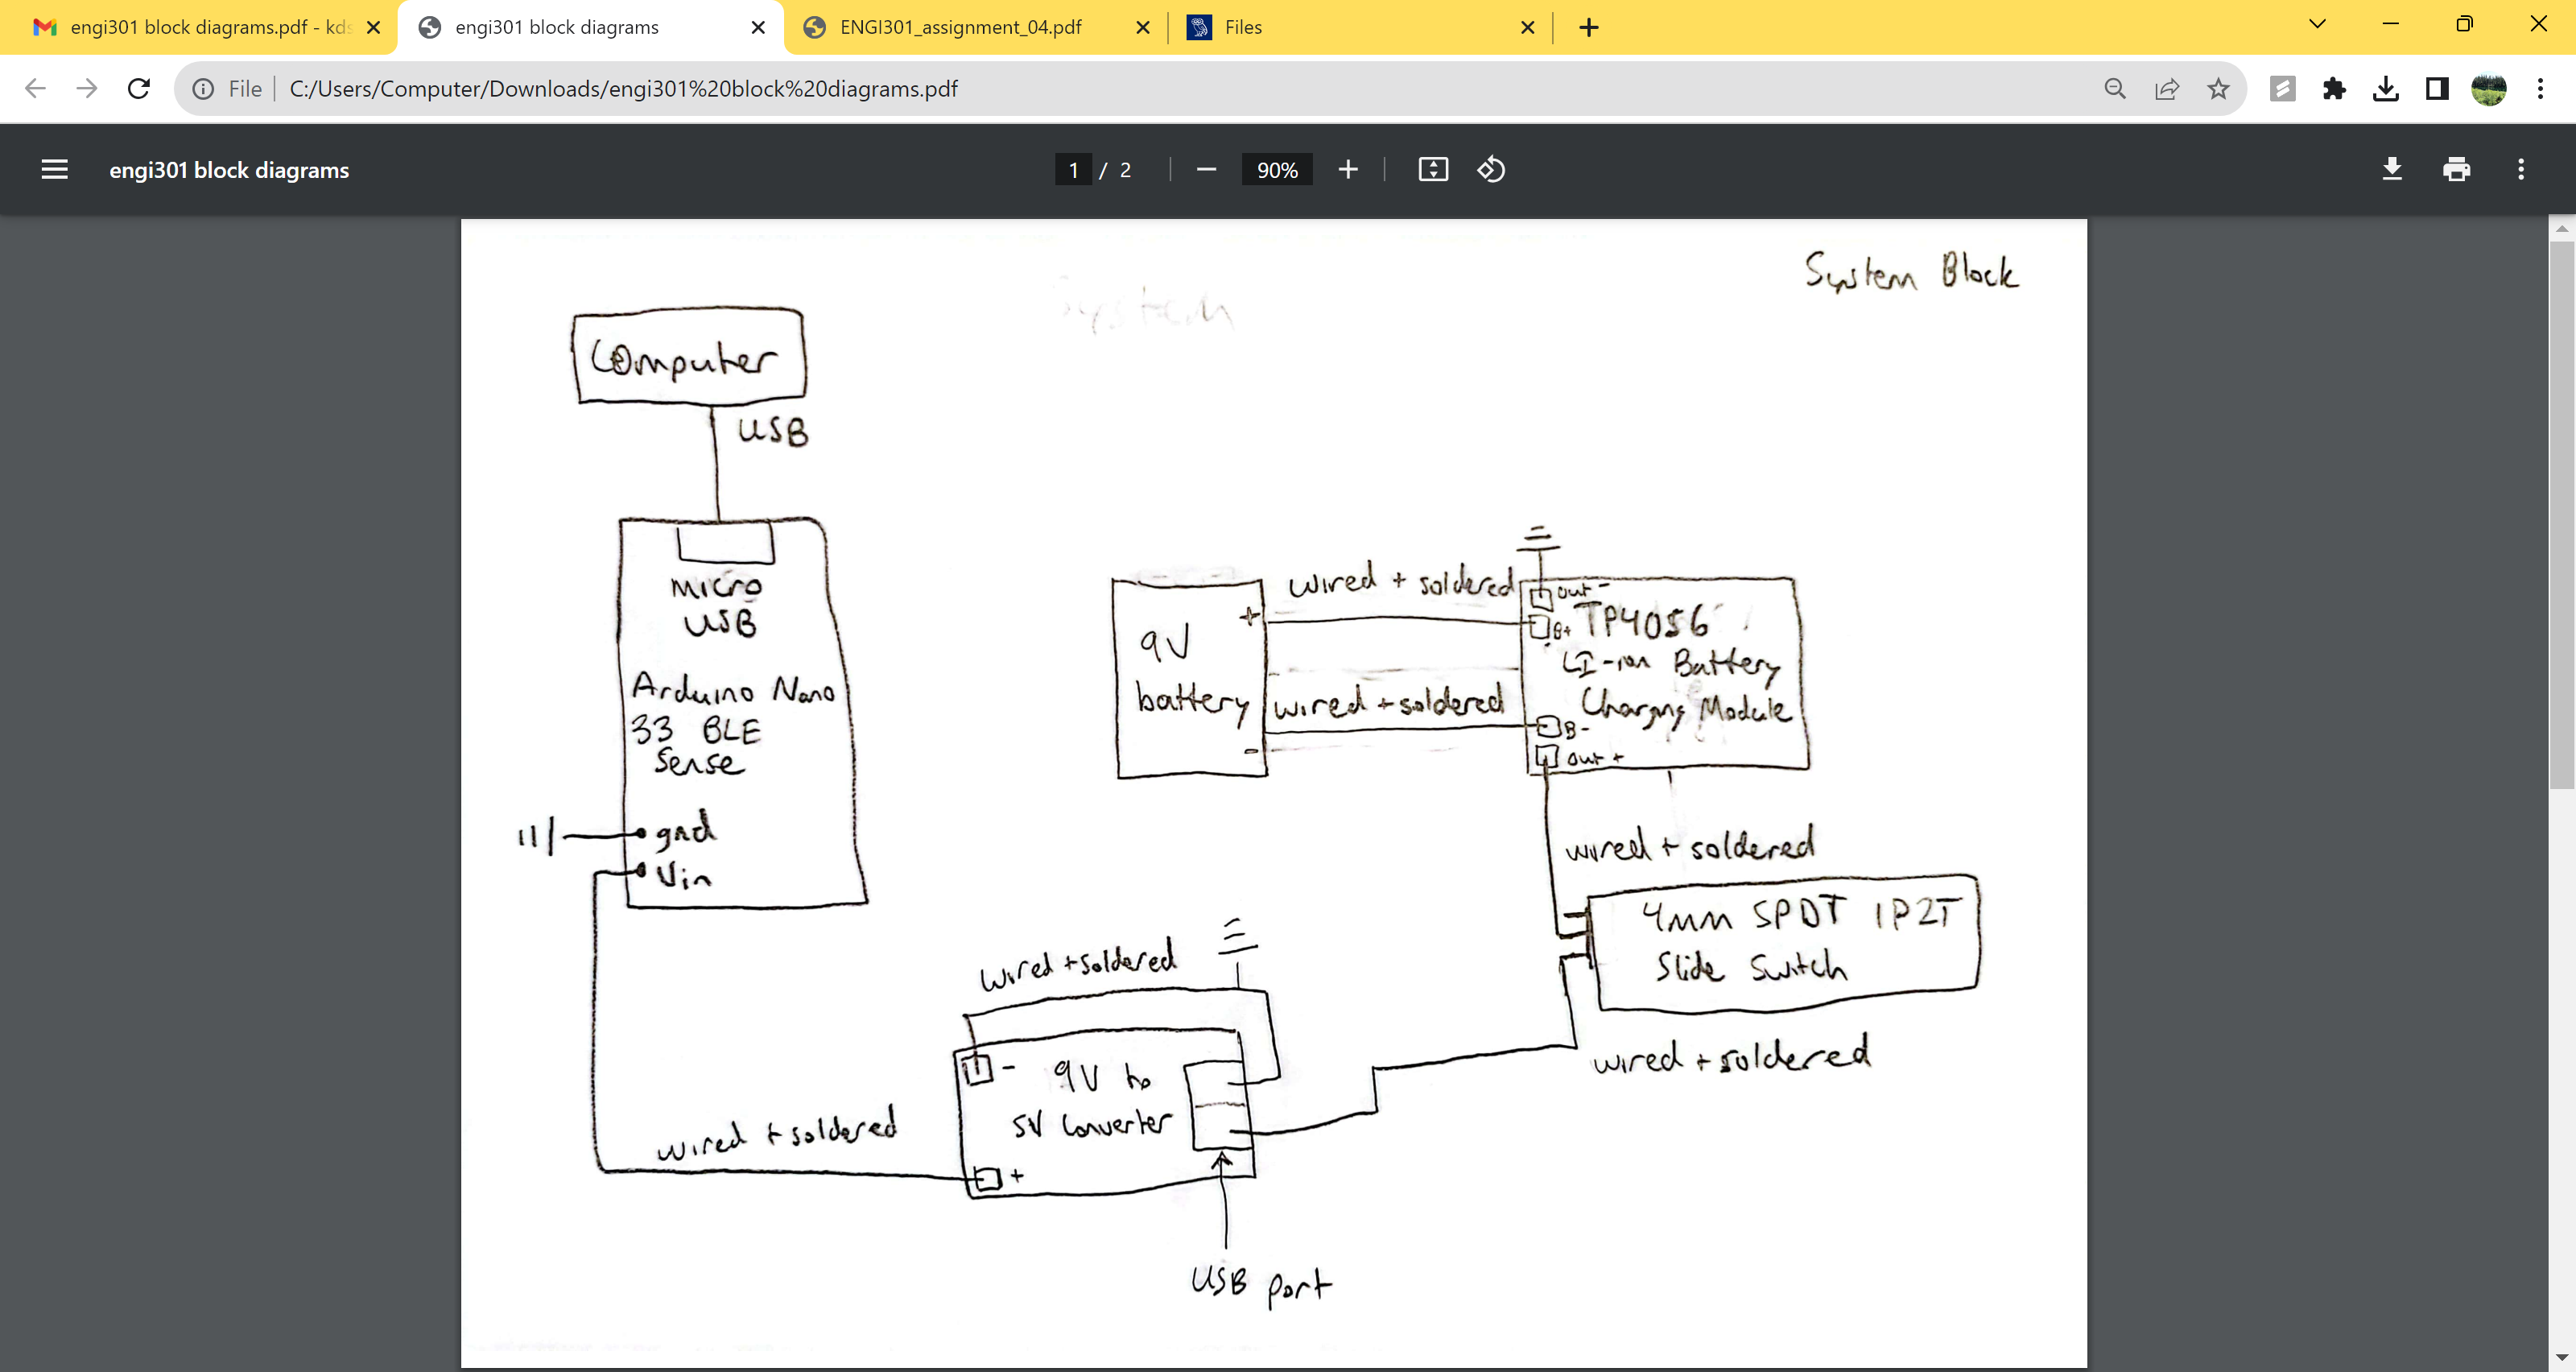 engi301 block diagrams.pdf - kds
engi301 block diagrams
ENGI301_assignment_04.pdf
Files
File
C:/Users/Computer/Downloads/engi301%20block%20diagrams.pdf
engi301 block diagrams
1 / 2
90%
System Block
System
Computer
USB
micro
USB
Arduino Nano
33 BLE
Sense
gnd
Vin
9V
battery
+
-
wired + soldered
wired + soldered
out -
B+
TP4056
LI-ion Battery
Charging Module
B-
out +
wired + soldered
4mm SPDT 1P2T
Slide Switch
wired + soldered
wired + soldered
- 9V to
5V Converter
+
wired + soldered
USB port